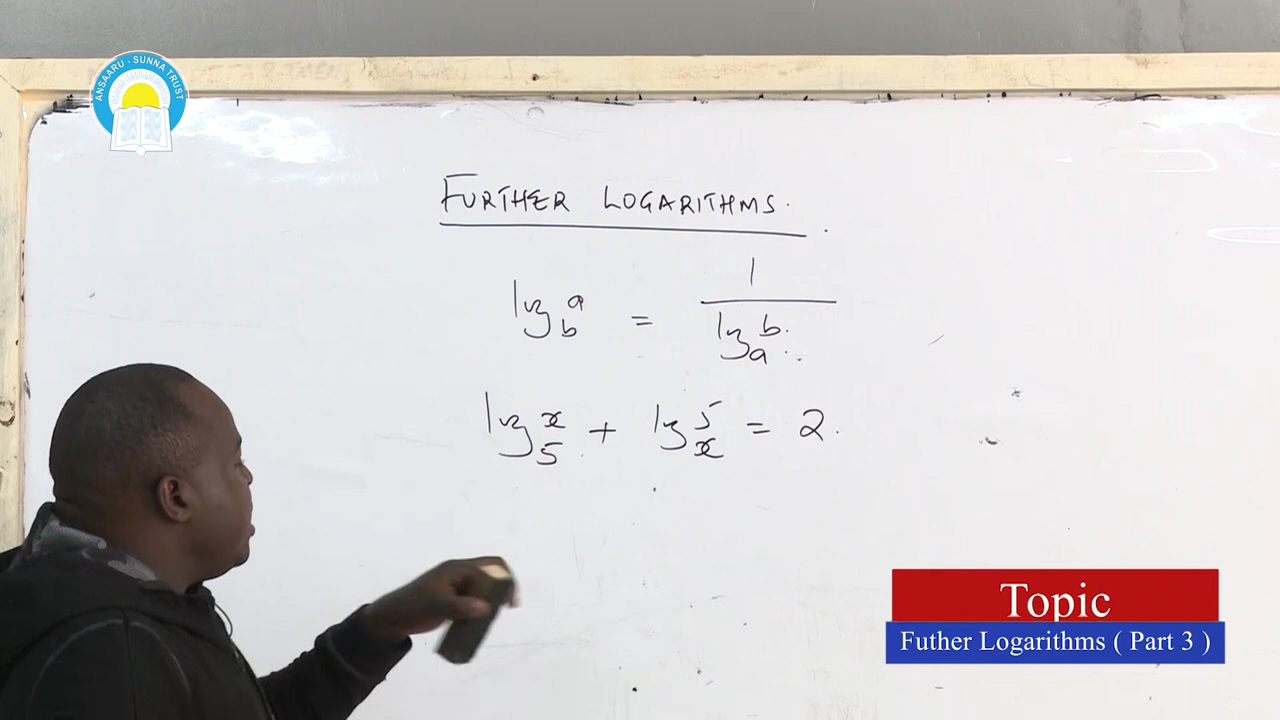 ANSAARU - SUNNA TRUST
FURTHER LOGARITHMS.
log_b a = 1 / log_a b
log_5 x + log_x 5 = 2.
Topic
Futher Logarithms ( Part 3 )